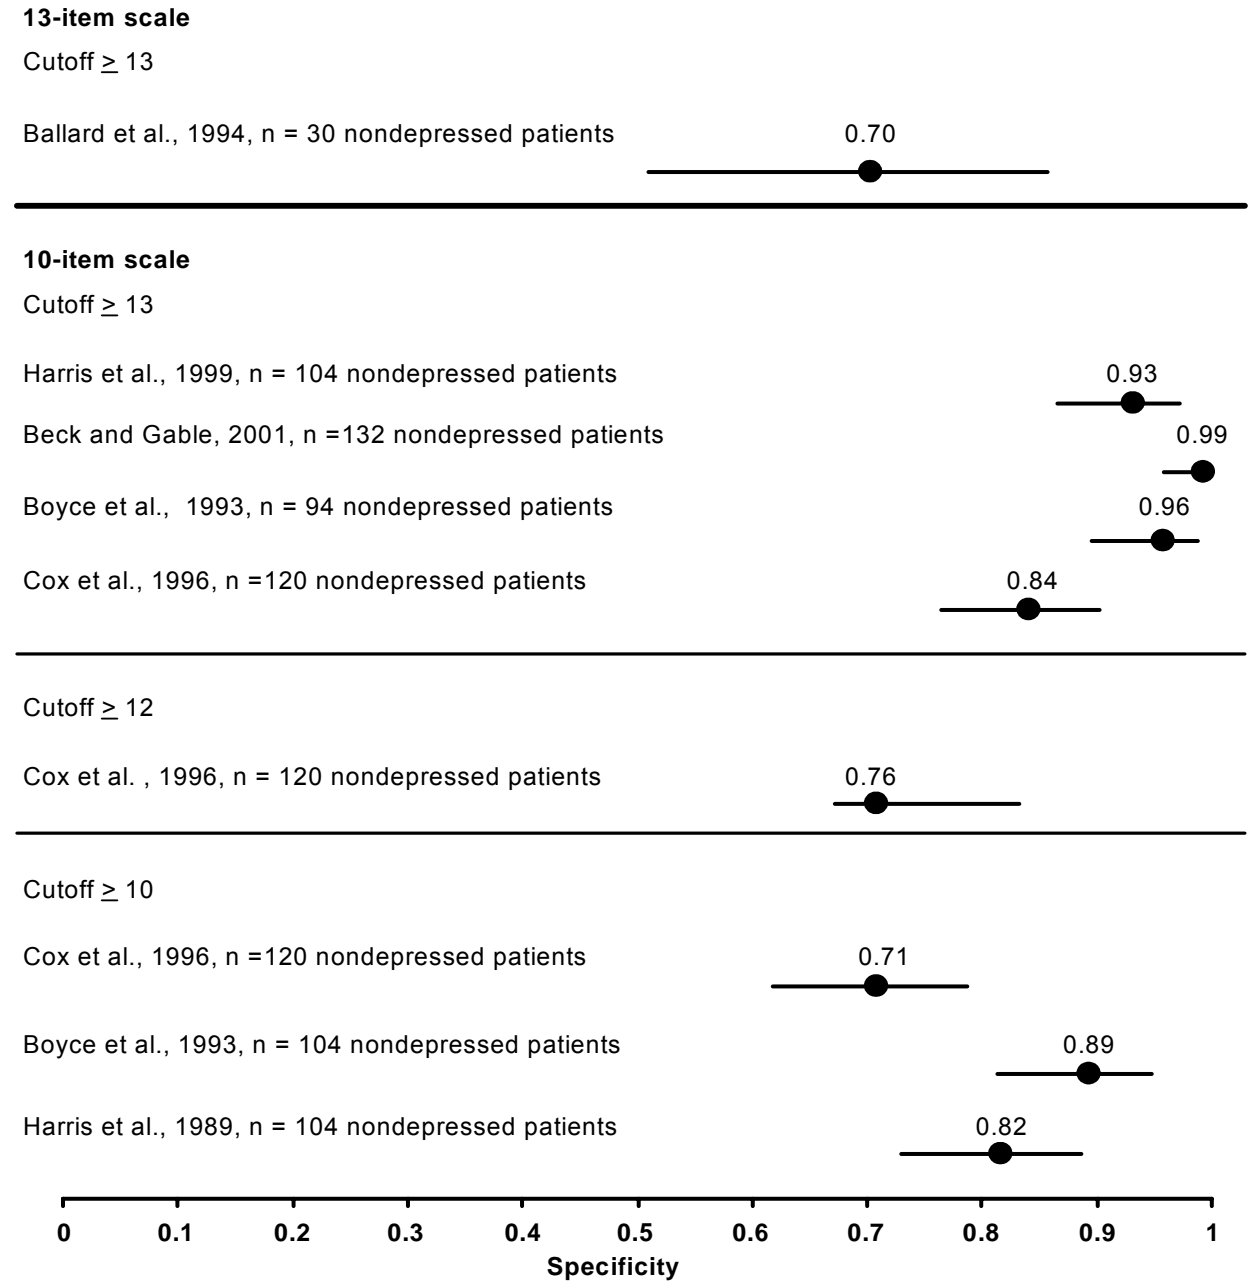 13-item scale
Cutoff ≥ 13
Ballard et al., 1994, n = 30 nondepressed patients
0.70
10-item scale
Cutoff ≥ 13
Harris et al., 1999, n = 104 nondepressed patients
0.93
Beck and Gable, 2001, n =132 nondepressed patients
0.99
Boyce et al.,  1993, n = 94 nondepressed patients
0.96
Cox et al., 1996, n =120 nondepressed patients
0.84
Cutoff ≥ 12
Cox et al. , 1996, n = 120 nondepressed patients
0.76
Cutoff ≥ 10
Cox et al., 1996, n =120 nondepressed patients
0.71
Boyce et al., 1993, n = 104 nondepressed patients
0.89
Harris et al., 1989, n = 104 nondepressed patients
0.82
0 0.1 0.2 0.3 0.4 0.5 0.6 0.7 0.8 0.9 1
Specificity